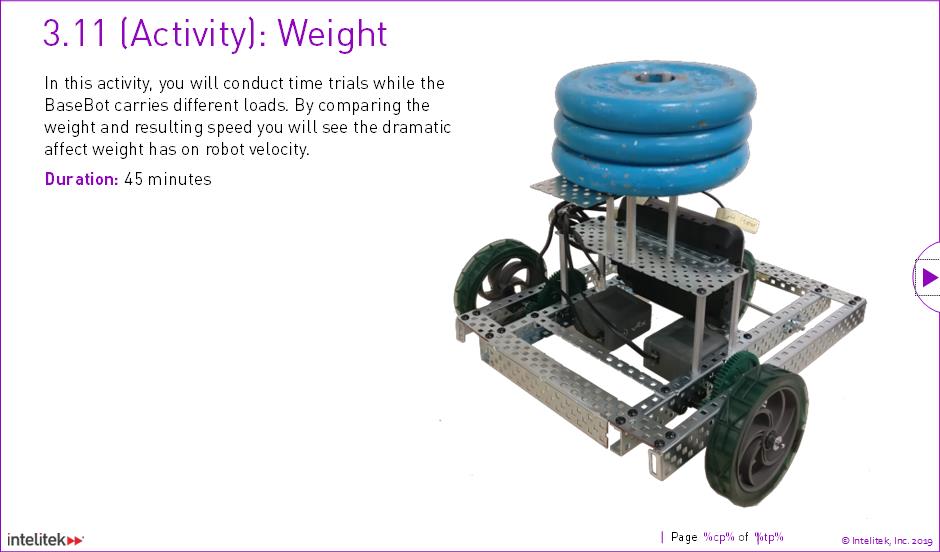 3.11 (Activity): Weight
In this activity, you will conduct time trials while the
BaseBot carries different loads. By comparing the
weight and resulting speed you will see the dramatic
affect weight has on robot velocity.
Duration: 45 minutes
intelitek
| Page %cp% of %tp%
© Intelitek, Inc. 2019